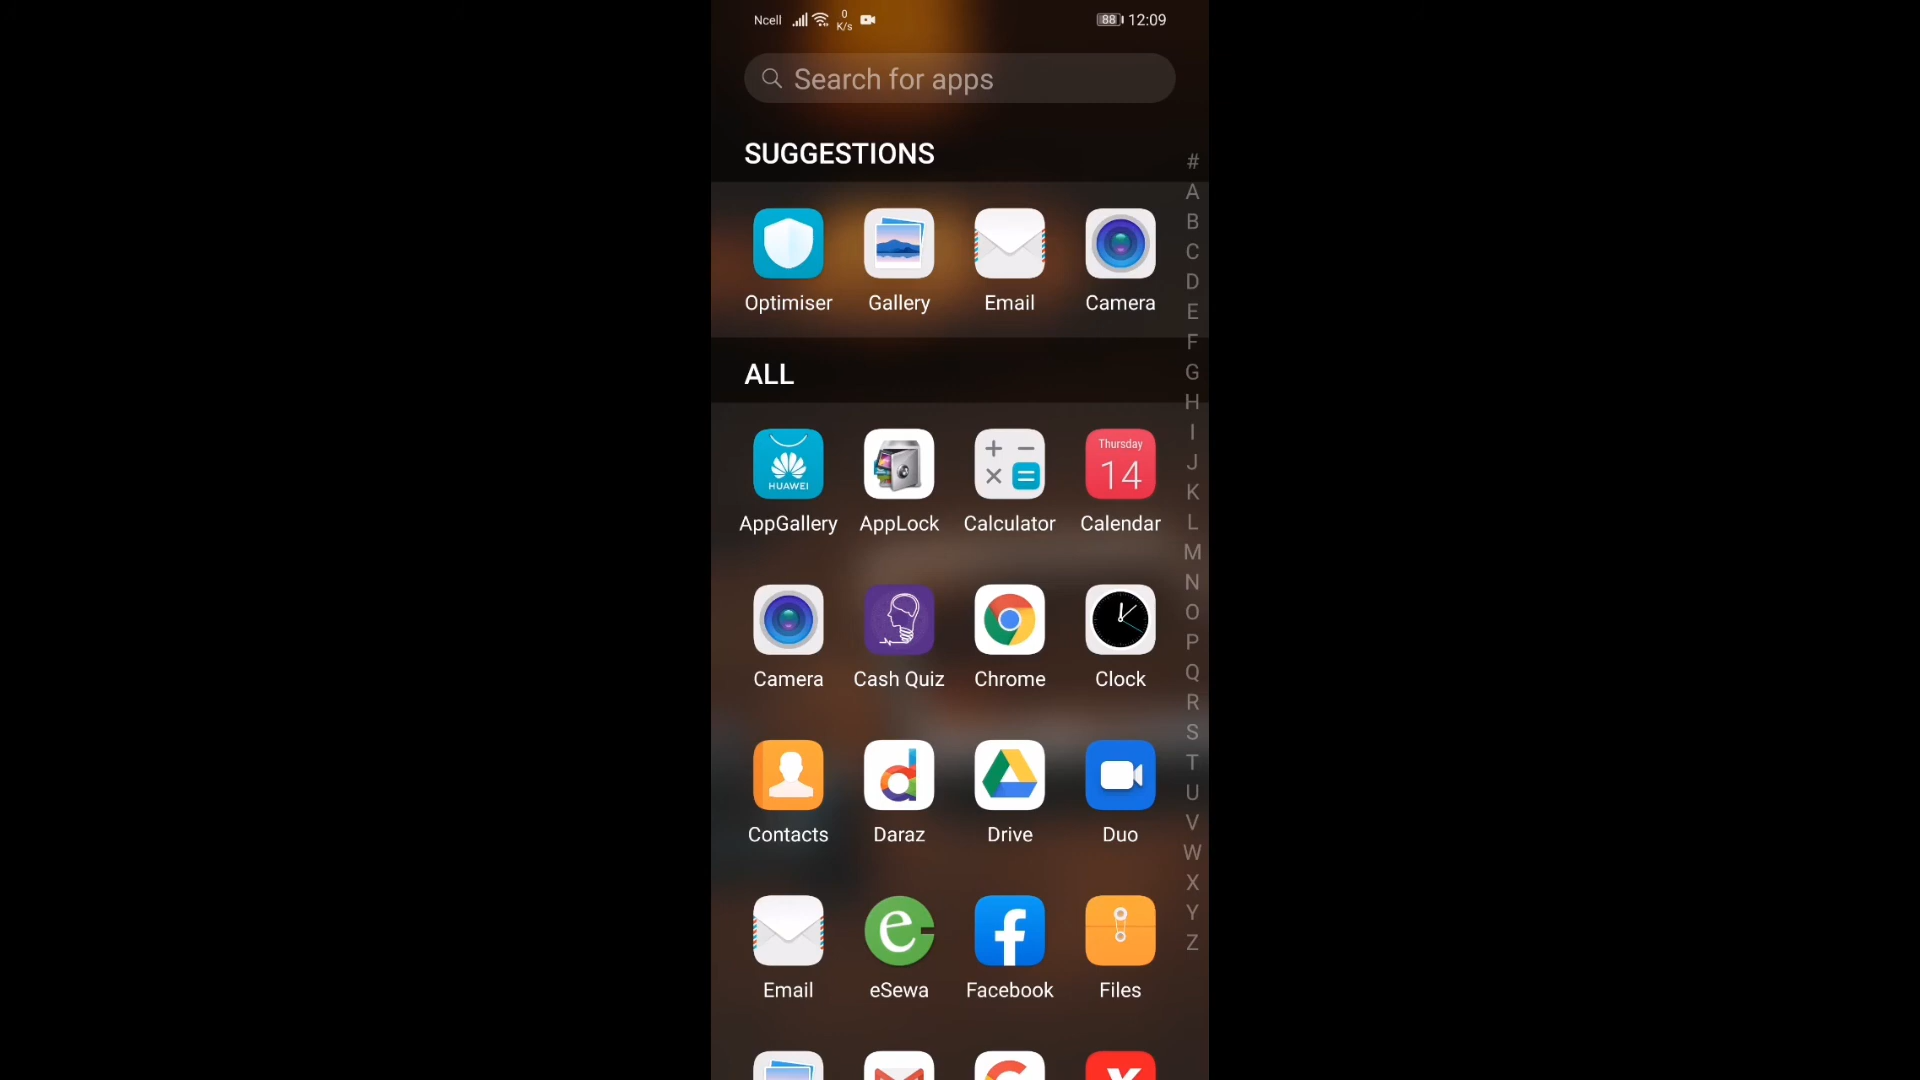 Ncell 0 K/s 88 12:09
Search for apps
SUGGESTIONS
Optimiser Gallery Email Camera
ALL
HUAWEI Thursday 14
AppGallery AppLock Calculator Calendar
Camera Cash Quiz Chrome Clock
Contacts Daraz Drive Duo
Email eSewa Facebook Files
#
A
B
C
D
E
F
G
H
I
J
K
L
M
N
O
P
Q
R
S
T
U
V
W
X
Y
Z